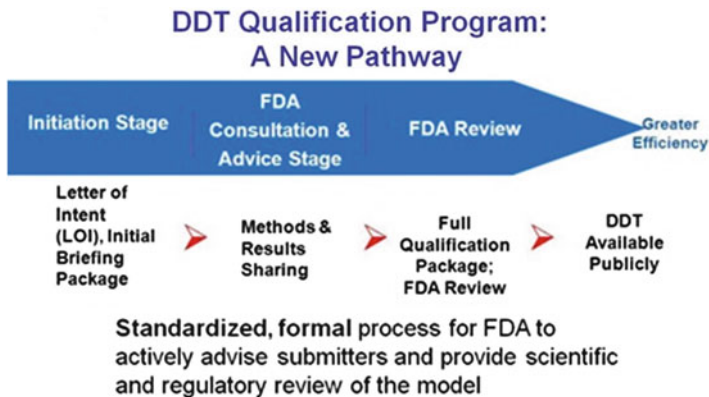 DDT Qualification Program:
A New Pathway
Initiation Stage
FDA
Consultation &
Advice Stage
FDA Review
Greater
Efficiency
Letter of
Intent
(LOI), Initial
Briefing
Package
Methods &
Results
Sharing
Full
Qualification
Package;
FDA Review
DDT
Available
Publicly
Standardized, formal process for FDA to
actively advise submitters and provide scientific
and regulatory review of the model